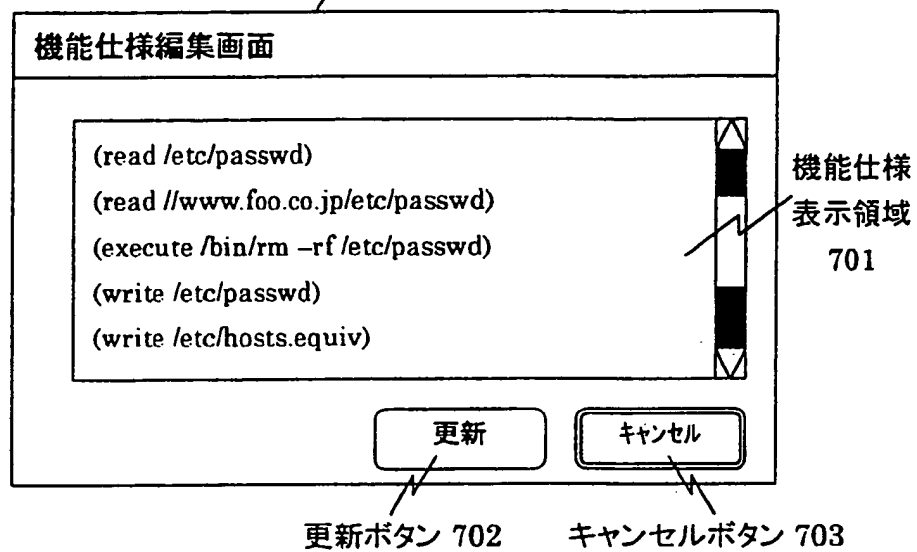 機能仕様編集画面
(read /etc/passwd)
(read //www.foo.co.jp/etc/passwd)
(execute /bin/rm –rf /etc/passwd)
(write /etc/passwd)
(write /etc/hosts.equiv)
機能仕様
表示領域
701
更新
キャンセル
更新ボタン 702
キャンセルボタン 703